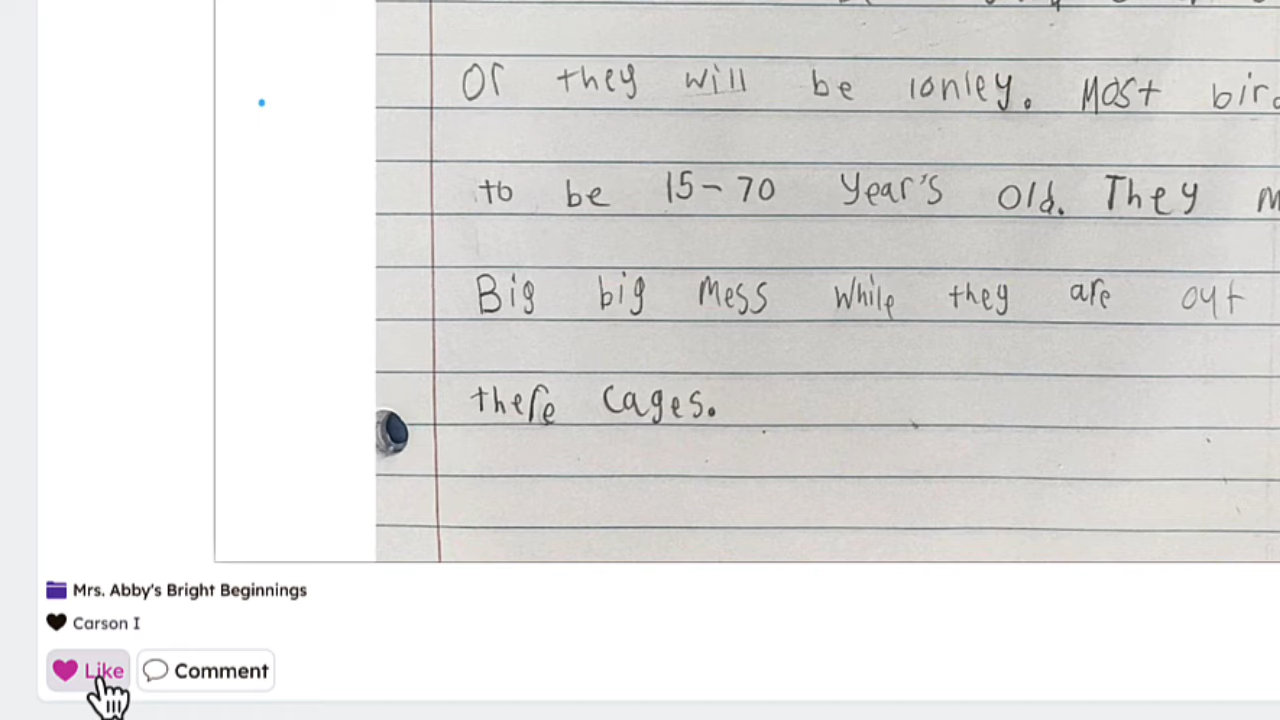 Or they will be lonley. Most
to be 15-70 year's old. They
Big big mess while they are out
there cages.
Mrs. Abby's Bright Beginnings
Carson I
Like
Comment